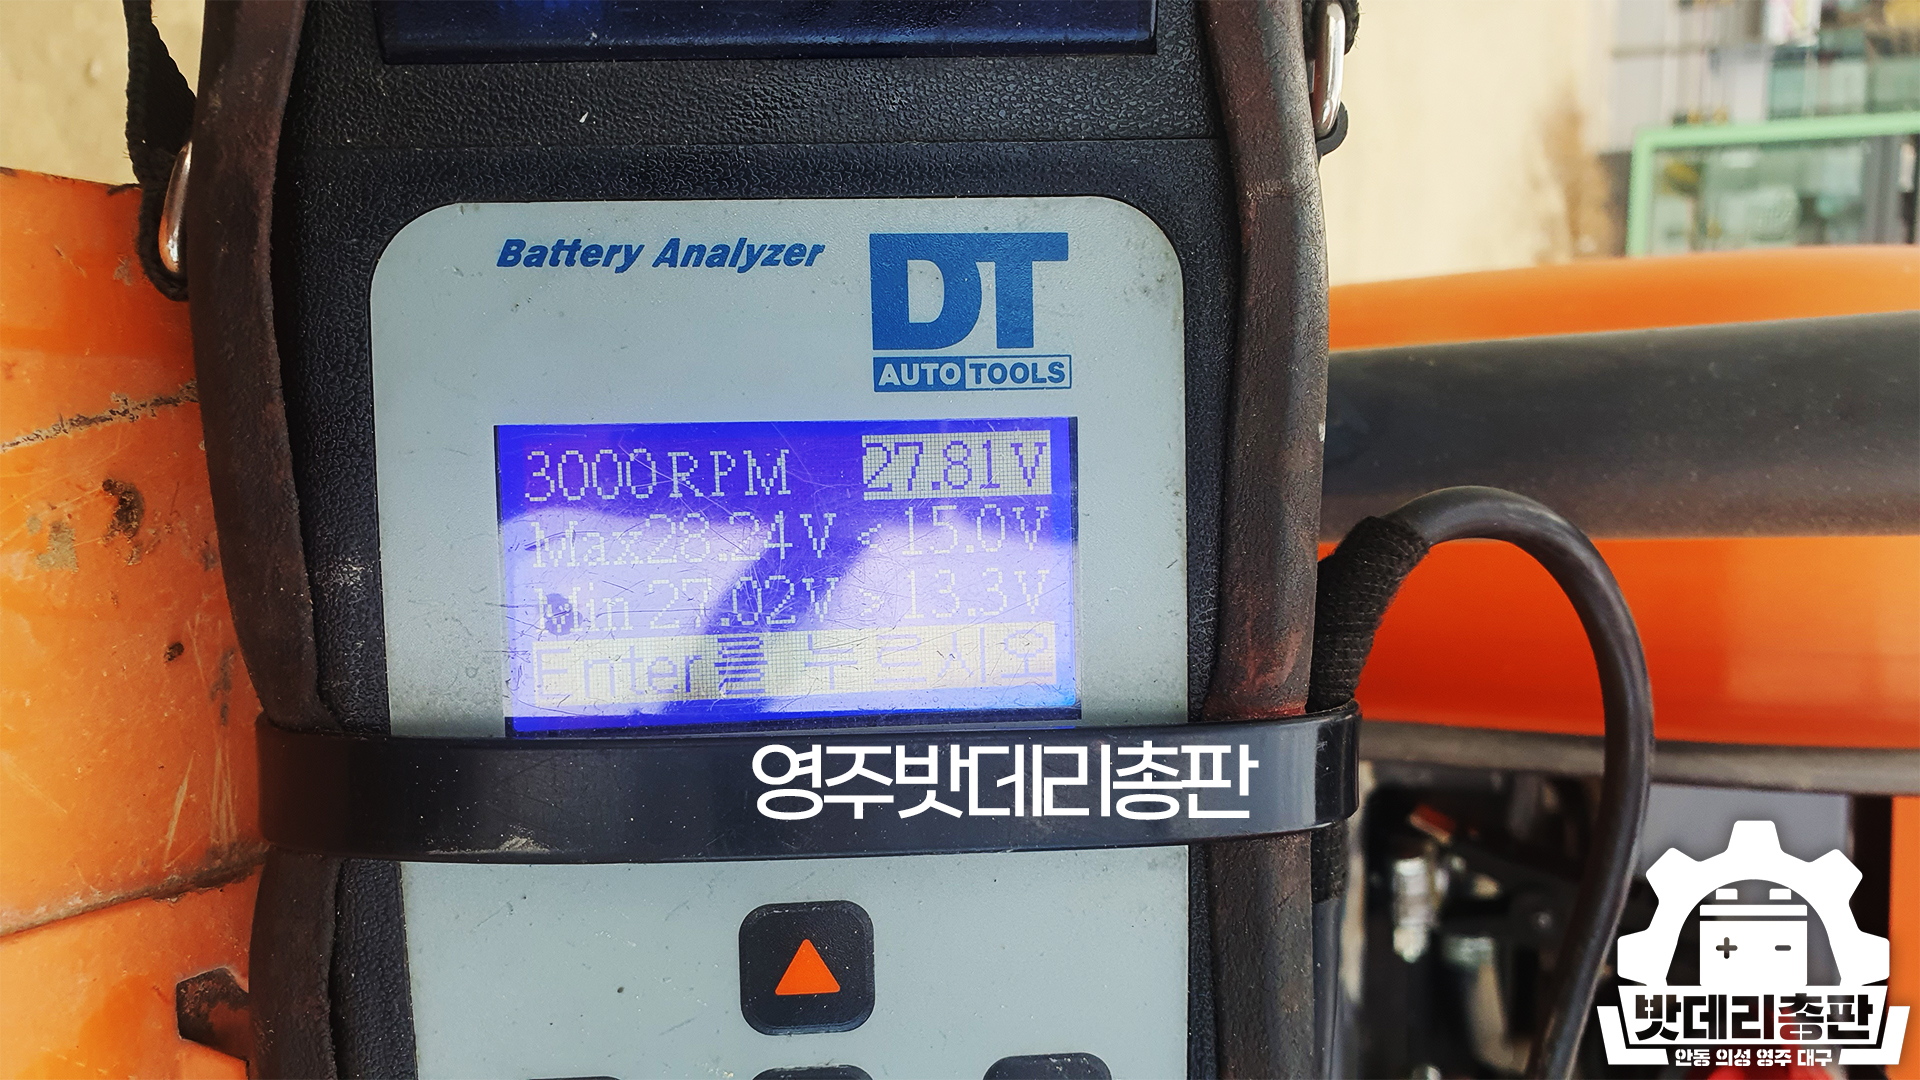 Battery Analyzer
DT
AUTO TOOLS
3000RPM 27.81V
Max28.24V < 15.0V
Min27.02V > 13.3V
Enter를 누르시오
영주밧데리총판
밧데리총판
안동 의성 영주 대구